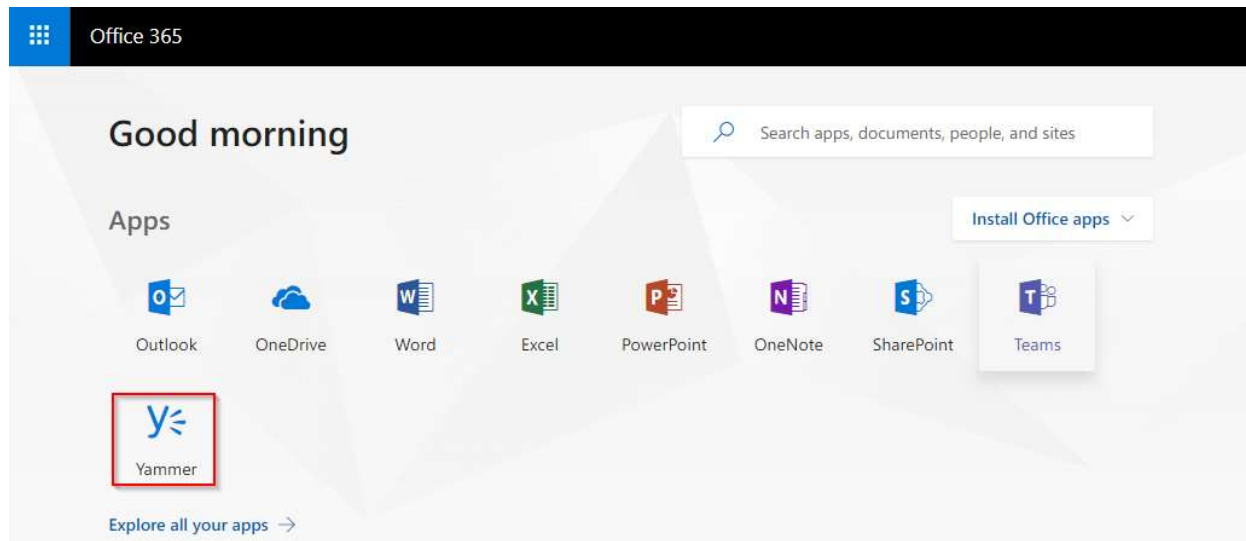 Office 365
Good morning
Search apps, documents, people, and sites
Apps
Install Office apps
Outlook OneDrive Word Excel PowerPoint OneNote SharePoint Teams
Yammer
Explore all your apps →